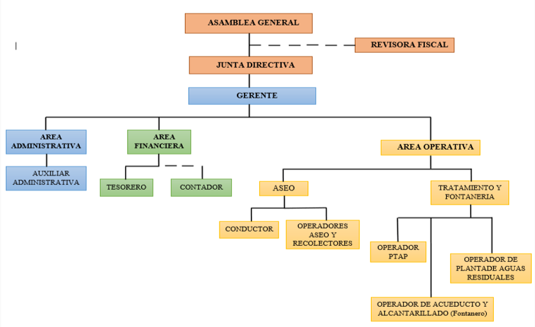 ASAMBLEA GENERAL
REVISORA FISCAL
JUNTA DIRECTIVA
GERENTE
AREA
ADMINISTRATIVA
AREA
FINANCIERA
AREA OPERATIVA
AUXILIAR
ADMINISTRATIVA
TESORERO
CONTADOR
ASEO
TRATAMIENTO Y
FONTANERIA
CONDUCTOR
OPERADORES
ASEO Y
RECOLECTORES
OPERADOR
PTAP
OPERADOR DE
PLANTADE AGUAS
RESIDUALES
OPERADOR DE ACUEDUCTO Y
ALCANTARILLADO (Fontanero)